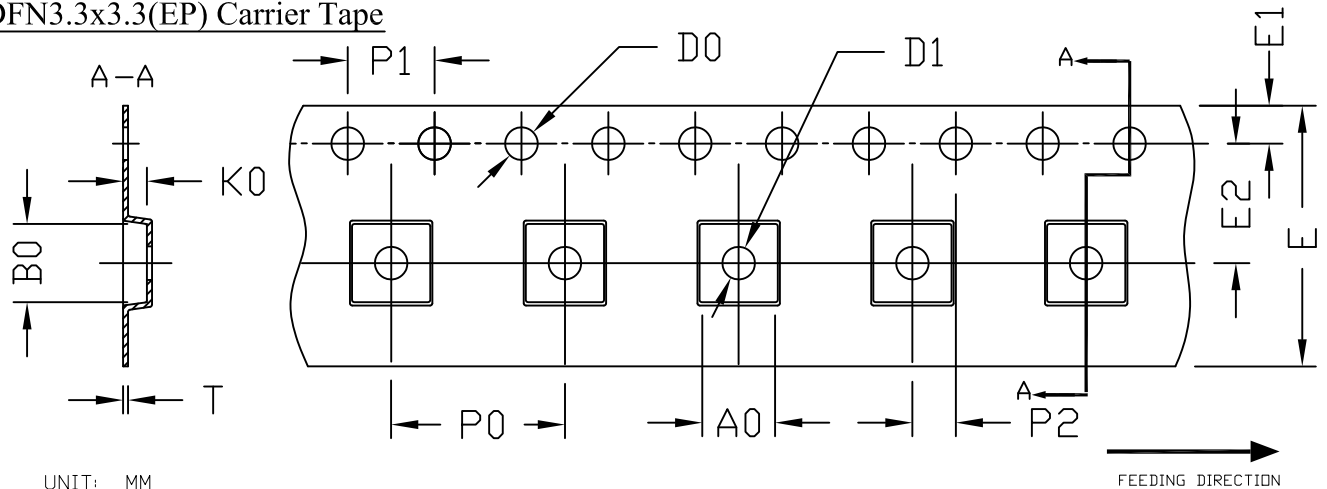 DFN3.3x3.3(EP) Carrier Tape
A-A
P1
D0
D1
A
E1
K0
B0
E2
E
T
P0
A0
A
P2
UNIT: MM
FEEDING DIRECTION